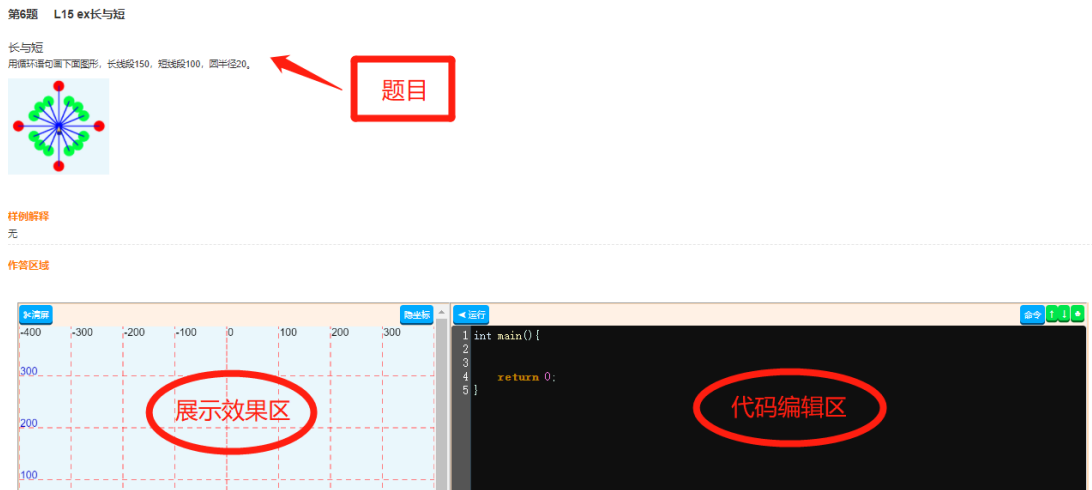 第6题 L15 ex长与短
长与短
用循环语句画下面图形，长线段150，短线段100，圆半径20。
题目
样例解释
无
作答区域
清屏 隐坐标 运行 命令 ↑ ↓
-400 -300 -200 -100 0 100 200 300
300
200
100
展示效果区
1 int main(){
2
3
4 return 0;
5 }
代码编辑区